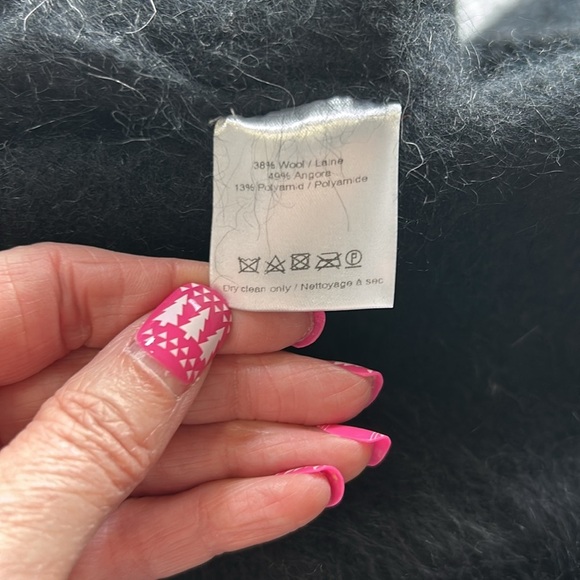 38% Wool / Laine
49% Angora
13% Polyamid / Polyamide
P
Dry clean only / Nettoyage à sec